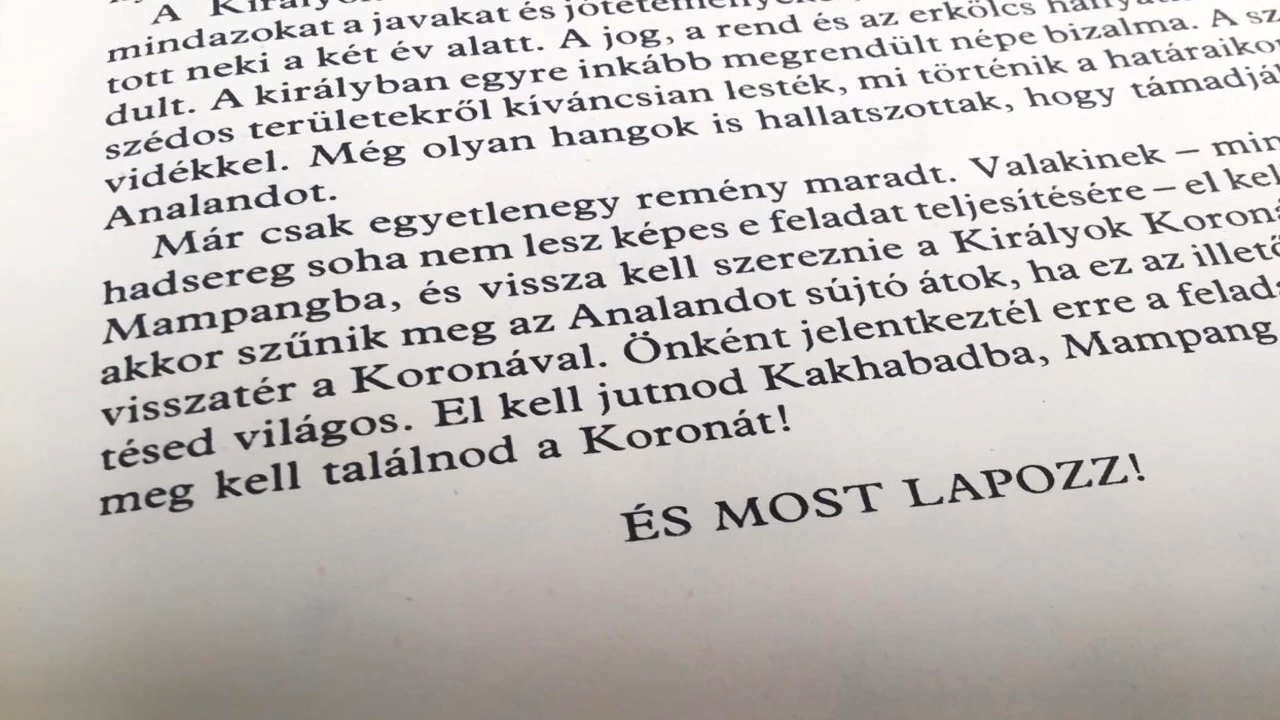 A
mindazokat a javakat és
tott neki a két év alatt. A jog, a rend és az erkölcs
dult. A királyban egyre inkább megrendült népe bizalma. A
szédos területekről kíváncsian lesték, mi történik a
vidékkel. Még olyan hangok is hallatszottak, hogy
Analandot.
Már csak egyetlenegy remény maradt. Valakinek –
hadsereg soha nem lesz képes e feladat teljesítésére – el
Mampangba, és vissza kell szereznie a Királyok
akkor szűnik meg az Analandot sújtó átok, ha ez az
visszatér a Koronával. Önként jelentkeztél erre a
tésed világos. El kell jutnod Kakhabadba, Mampang
meg kell találnod a Koronát!
ÉS MOST LAPOZZ!